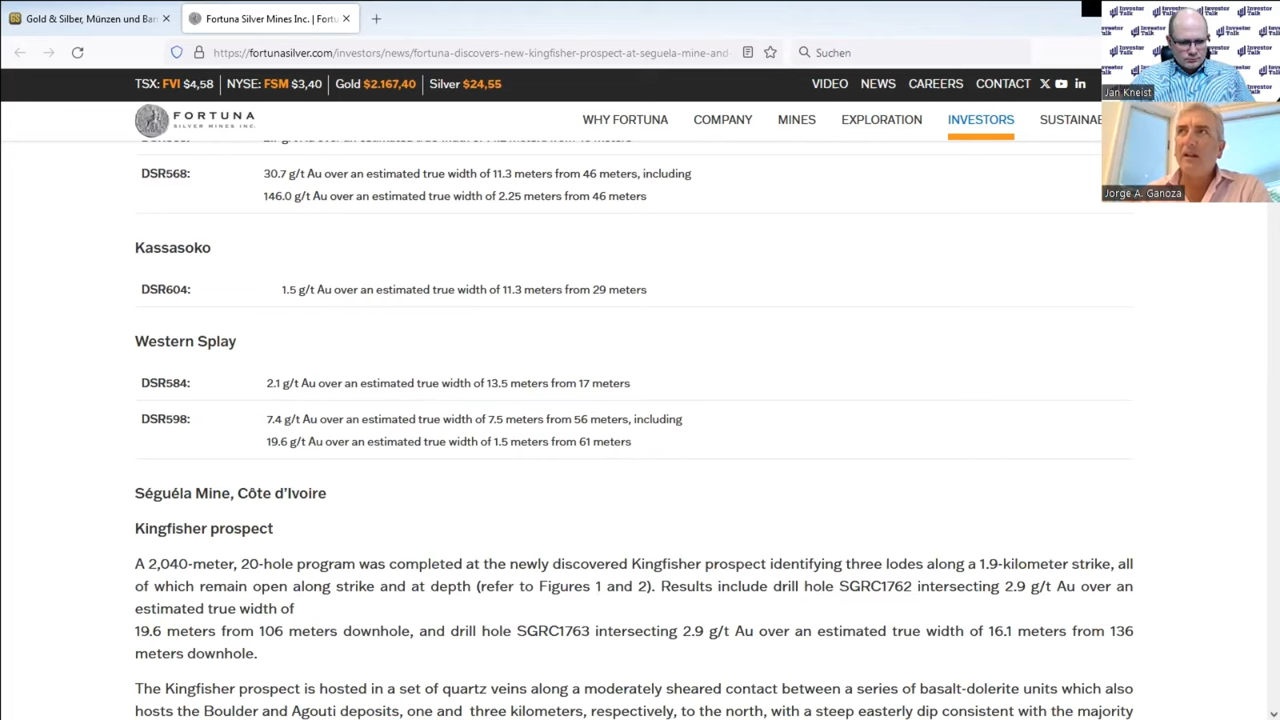 Gold & Silber, Münzen und Bar
Fortuna Silver Mines Inc. | Fortu
https://fortunasilver.com/investors/news/fortuna-discovers-kingfisher-prospect-at-seguela-mine-and-
Suchen
TSX: FVI $4,58 NYSE: FSM $3,40 Gold $2.167,40 Silver $24,55
VIDEO NEWS CAREERS CONTACT X in
FORTUNA
SILVER MINES INC.
WHY FORTUNA COMPANY MINES EXPLORATION INVESTORS SUSTAINAB
Investor Talk
Jan Kneist
Jorge A. Ganoza
DSR568: 30.7 g/t Au over an estimated true width of 11.3 meters from 46 meters, including
146.0 g/t Au over an estimated true width of 2.25 meters from 46 meters
Kassasoko
DSR604: 1.5 g/t Au over an estimated true width of 11.3 meters from 29 meters
Western Splay
DSR584: 2.1 g/t Au over an estimated true width of 13.5 meters from 17 meters
DSR598: 7.4 g/t Au over an estimated true width of 7.5 meters from 56 meters, including
19.6 g/t Au over an estimated true width of 1.5 meters from 61 meters
Séguéla Mine, Côte d'Ivoire
Kingfisher prospect
A 2,040-meter, 20-hole program was completed at the newly discovered Kingfisher prospect identifying three lodes along a 1.9-kilometer strike, all
of which remain open along strike and at depth (refer to Figures 1 and 2). Results include drill hole SGRC1762 intersecting 2.9 g/t Au over an
estimated true width of
19.6 meters from 106 meters downhole, and drill hole SGRC1763 intersecting 2.9 g/t Au over an estimated true width of 16.1 meters from 136
meters downhole.
The Kingfisher prospect is hosted in a set of quartz veins along a moderately sheared contact between a series of basalt-dolerite units which also
hosts the Boulder and Agouti deposits, one and three kilometers, respectively, to the north, with a steep easterly dip consistent with the majority